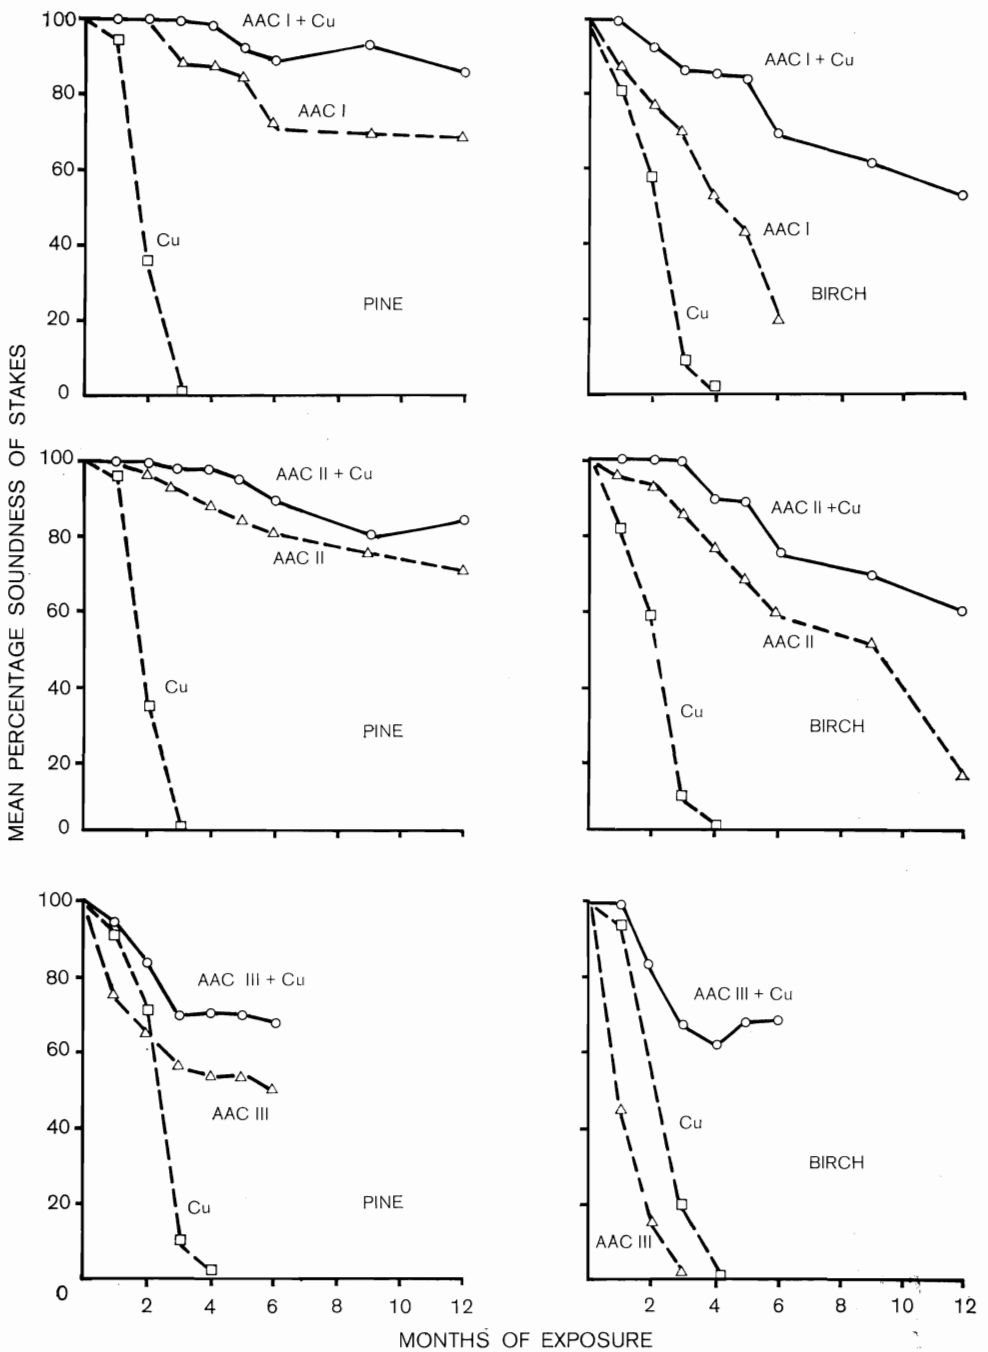 MEAN PERCENTAGE SOUNDNESS OF STAKES
100
80
60
40
20
0
AAC I + Cu
AAC I
Cu
PINE
AAC I + Cu
AAC I
Cu
BIRCH
100
80
60
40
20
0
AAC II + Cu
AAC II
Cu
PINE
AAC II +Cu
AAC II
Cu
BIRCH
100
80
60
40
20
0
AAC III + Cu
AAC III
Cu
PINE
2 4 6 8 10 12
AAC III + Cu
Cu
BIRCH
AAC III
2 4 6 8 10 12
MONTHS OF EXPOSURE